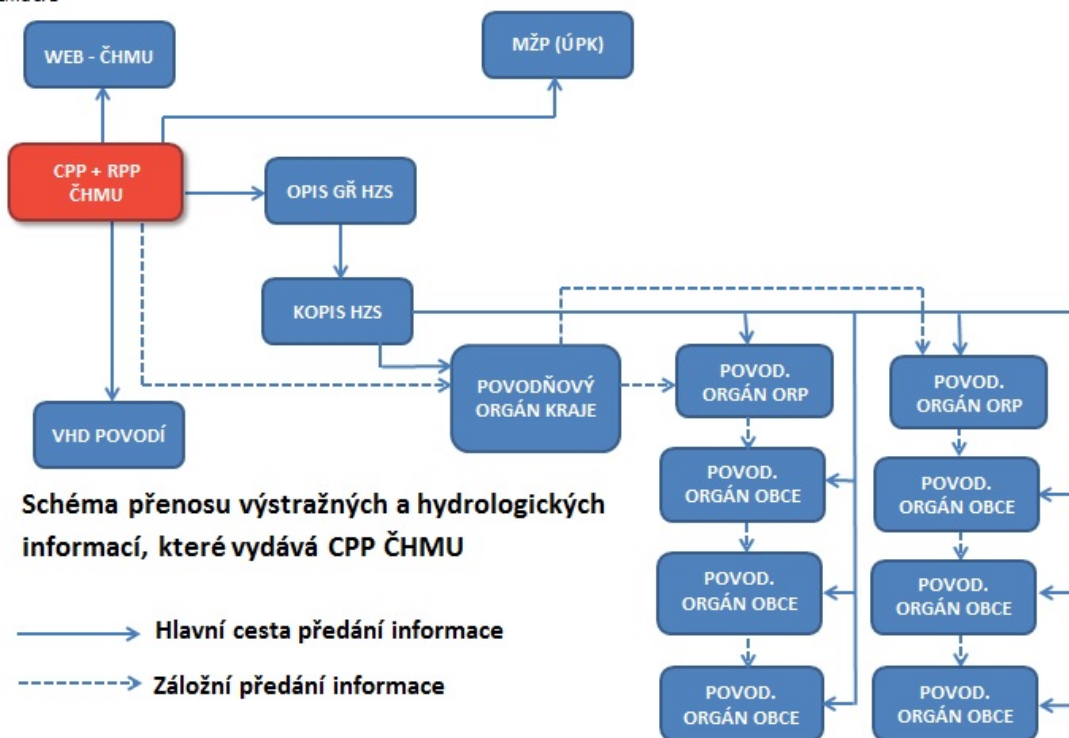 WEB - ČHMU
MŽP (ÚPK)
CPP + RPP
ČHMU
OPIS GŘ HZS
KOPIS HZS
POVODŇOVÝ
ORGÁN KRAJE
POVOD.
ORGÁN ORP
POVOD.
ORGÁN ORP
VHD POVODÍ
POVOD.
ORGÁN OBCE
POVOD.
ORGÁN OBCE
Schéma přenosu výstražných a hydrologických
informací, které vydává CPP ČHMU
POVOD.
ORGÁN OBCE
POVOD.
ORGÁN OBCE
Hlavní cesta předání informace
Záložní předání informace
POVOD.
ORGÁN OBCE
POVOD.
ORGÁN OBCE